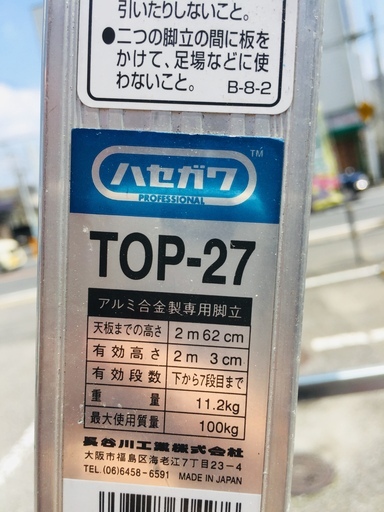 引いたりしないこと。
●二つの脚立の間に板を
かけて、足場などに使
わないこと。 B-8-2
ハセガワ TM
PROFESSIONAL
TOP-27
アルミ合金製専用脚立
天板までの高さ 2m62cm
有効高さ 2m 3cm
有効段数 下から7段目まで
重量 11.2kg
最大使用質量 100kg
長谷川工業株式会社
大阪市福島区海老江7丁目23-4
TEL.(06)6458-6591 MADE IN JAPAN